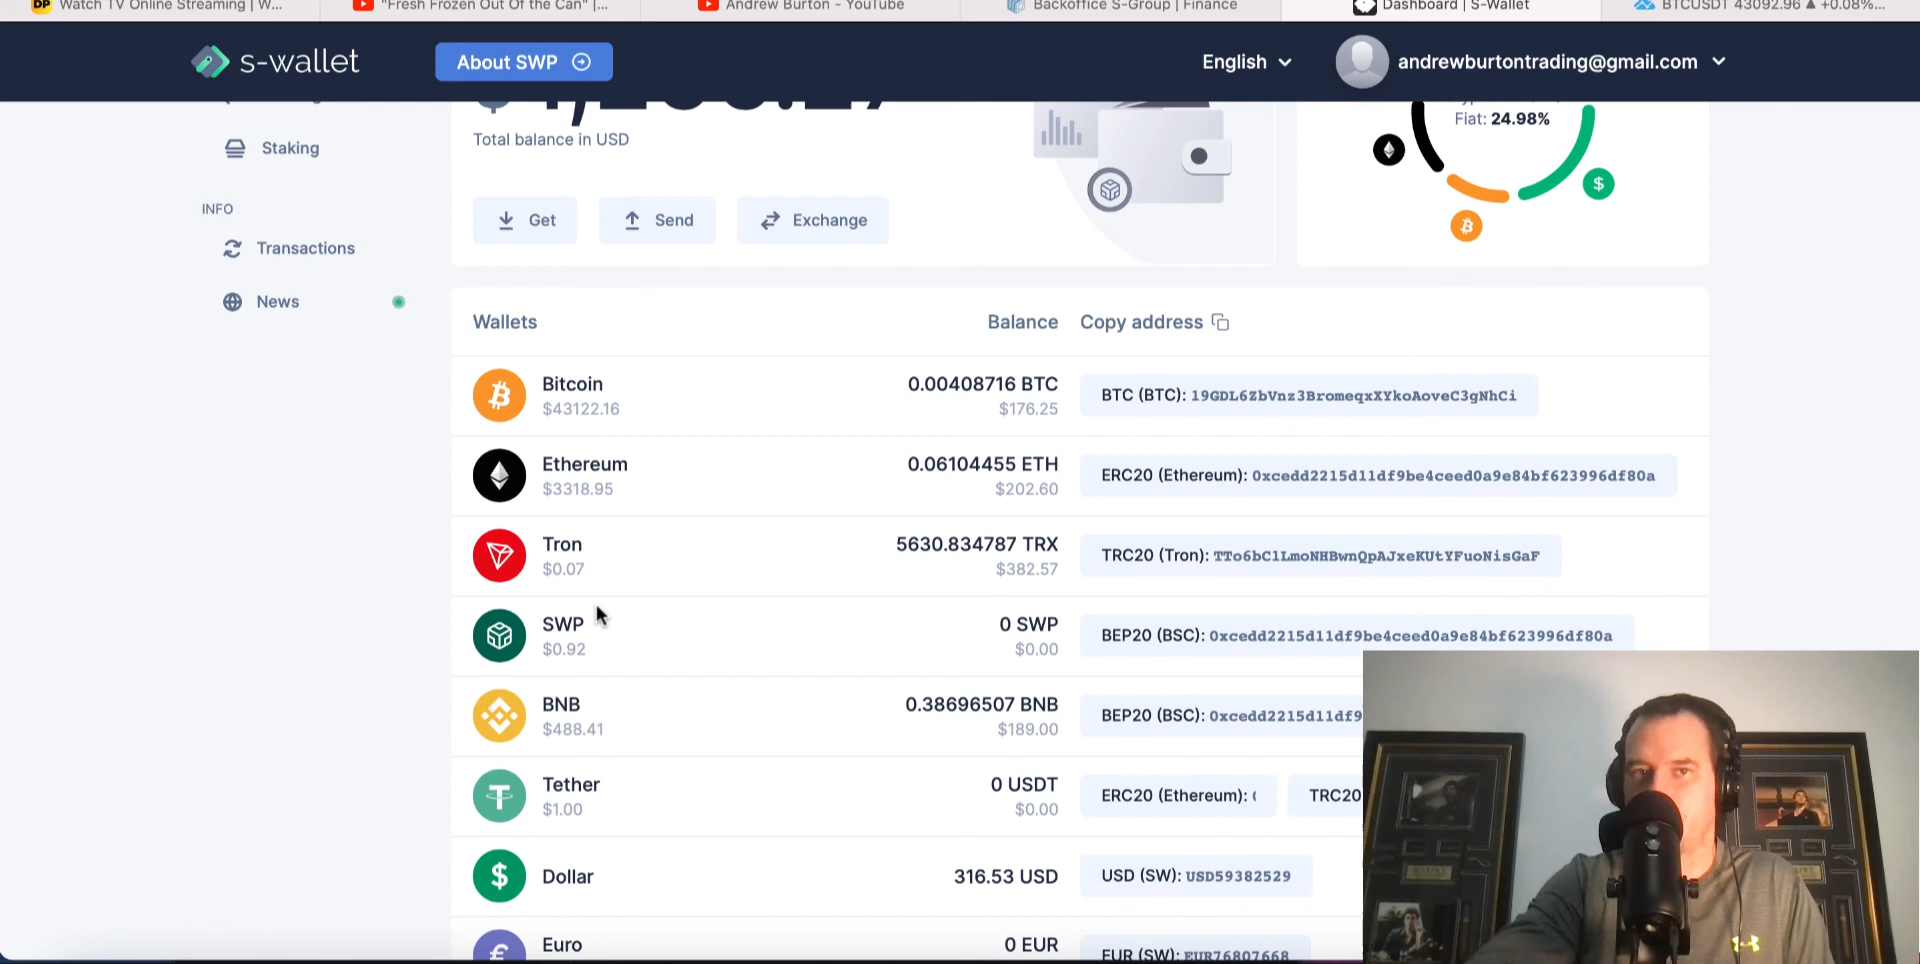 Watch TV Online Streaming | W...
"Fresh Frozen Out Of the Can" |...
Andrew Burton - YouTube
Backoffice S-Group | Finance
Dashboard | S-Wallet
BTCUSDT 43092.96 ▲ +0.08%...
s-wallet
About SWP
English
andrewburtontrading@gmail.com
Total balance in USD
Fiat: 24.98%
Staking
Get
Send
Exchange
INFO
Transactions
News
Wallets
Balance
Copy address
Bitcoin
$43122.16
0.00408716 BTC
$176.25
BTC (BTC): 19GDL6ZbVnz3BromeqxXYkoAoveC3gNhCi
Ethereum
$3318.95
0.06104455 ETH
$202.60
ERC20 (Ethereum): 0xcedd2215d11df9be4ceed0a9e84bf623996df80a
Tron
$0.07
5630.834787 TRX
$382.57
TRC20 (Tron): TTo6bC1LmoNHBwnQpAJxeKUtYFuoNisGaF
SWP
$0.92
0 SWP
$0.00
BEP20 (BSC): 0xcedd2215d11df9be4ceed0a9e84bf623996df80a
BNB
$488.41
0.38696507 BNB
$189.00
BEP20 (BSC): 0xcedd2215d11df9
Tether
$1.00
0 USDT
$0.00
ERC20 (Ethereum):
TRC20
Dollar
316.53 USD
USD (SW): USD59382529
Euro
0 EUR
EUR (SW): EUR76807668